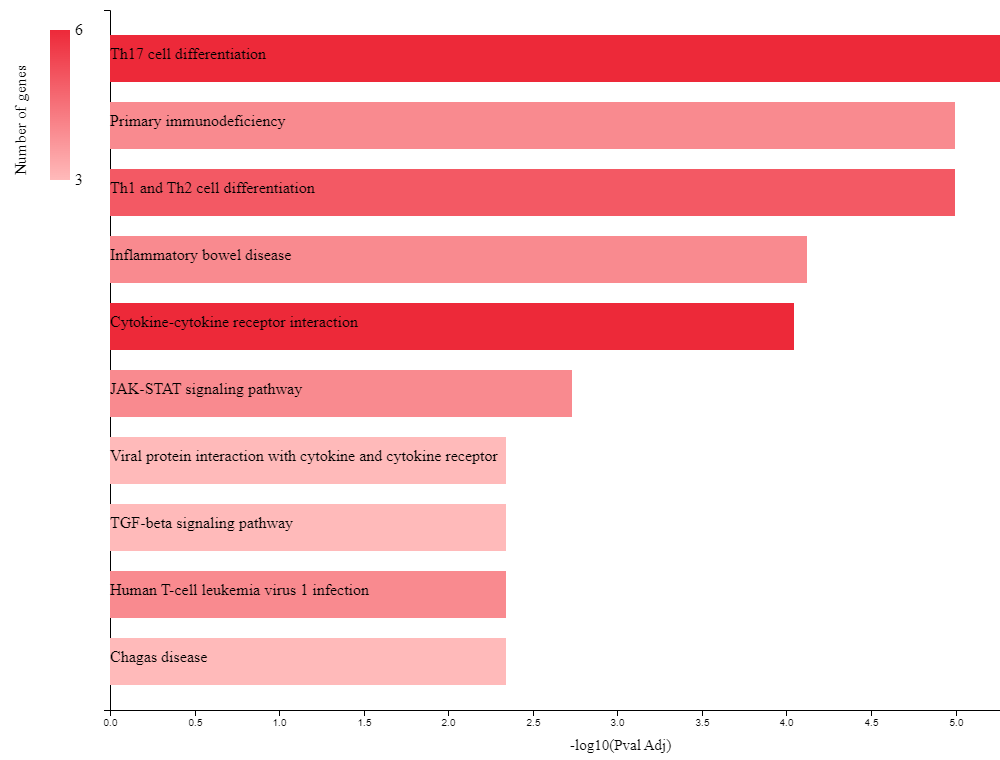 6
Number of genes
3
Th17 cell differentiation
Primary immunodeficiency
Th1 and Th2 cell differentiation
Inflammatory bowel disease
Cytokine-cytokine receptor interaction
JAK-STAT signaling pathway
Viral protein interaction with cytokine and cytokine receptor
TGF-beta signaling pathway
Human T-cell leukemia virus 1 infection
Chagas disease
0.0 0.5 1.0 1.5 2.0 2.5 3.0 3.5 4.0 4.5 5.0
-log10(Pval Adj)